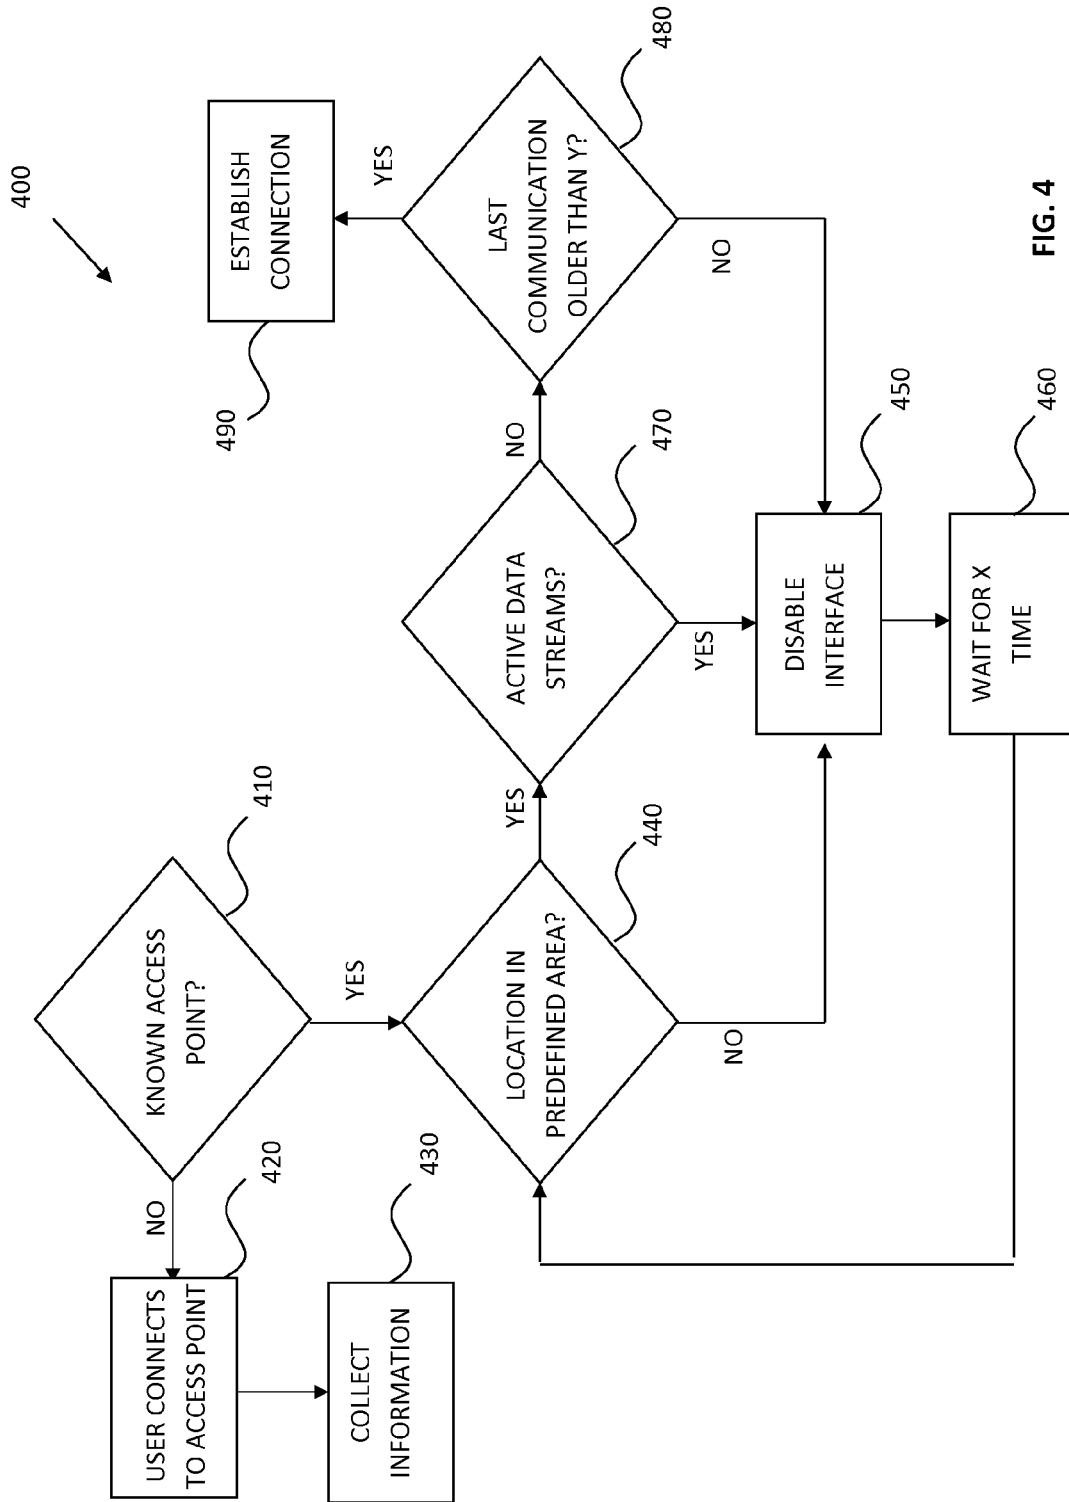 400
KNOWN ACCESS
POINT?
410
NO
YES
USER CONNECTS
TO ACCESS POINT
420
COLLECT
INFORMATION
430
LOCATION IN
PREDEFINED AREA?
440
YES
NO
ACTIVE DATA
STREAMS?
470
NO
YES
LAST
COMMUNICATION
OLDER THAN Y?
480
YES
NO
ESTABLISH
CONNECTION
490
DISABLE
INTERFACE
450
WAIT FOR X
TIME
460
FIG. 4